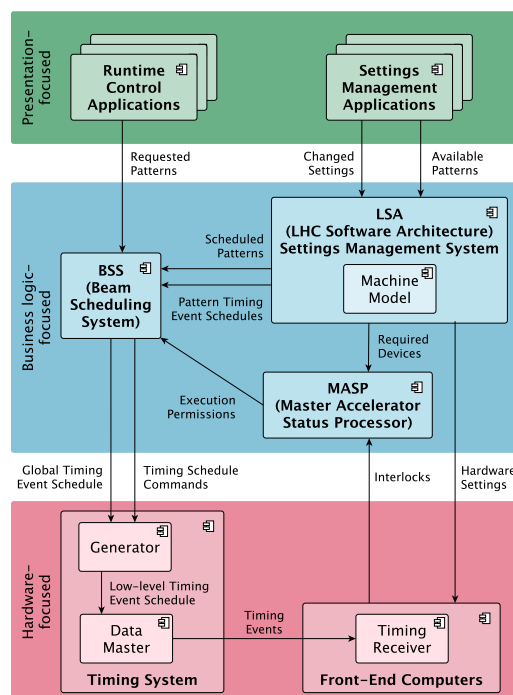 Presentation-
focused
Runtime
Control
Applications
Settings
Management
Applications
Requested
Patterns
Changed
Settings
Available
Patterns
Business logic-
focused
LSA
(LHC Software Architecture)
Settings Management System
Machine
Model
Scheduled
Patterns
BSS
(Beam
Scheduling
System)
Pattern Timing
Event Schedules
Required
Devices
MASP
(Master Accelerator
Status Processor)
Execution
Permissions
Global Timing
Event Schedule
Timing Schedule
Commands
Interlocks
Hardware
Settings
Hardware-
focused
Generator
Low-level Timing
Event Schedule
Data
Master
Timing System
Timing
Events
Timing
Receiver
Front-End Computers